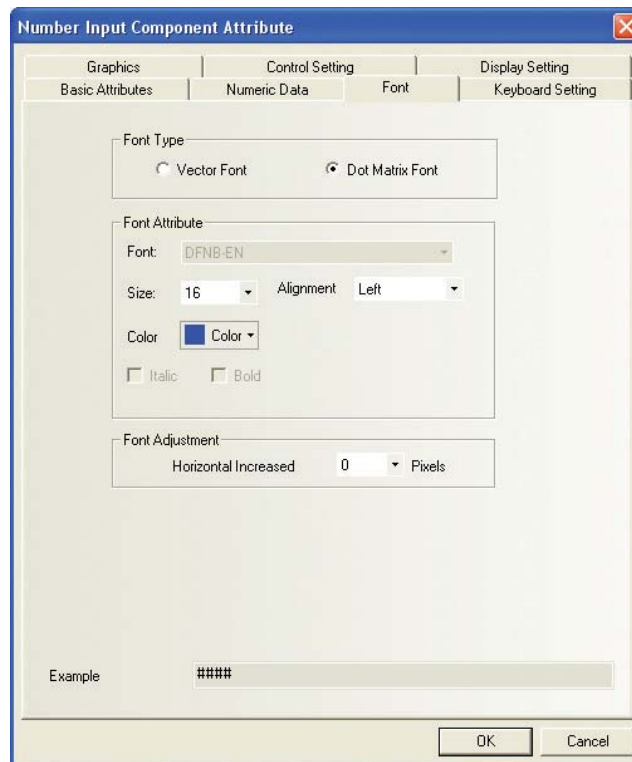 Number Input Component Attribute
Graphics Control Setting Display Setting
Basic Attributes Numeric Data Font Keyboard Setting
Font Type
Vector Font Dot Matrix Font
Font Attribute
Font: DFNB-EN
Size: 16 Alignment Left
Color Color
Italic Bold
Font Adjustment
Horizontal Increased 0 Pixels
Example ####
OK Cancel